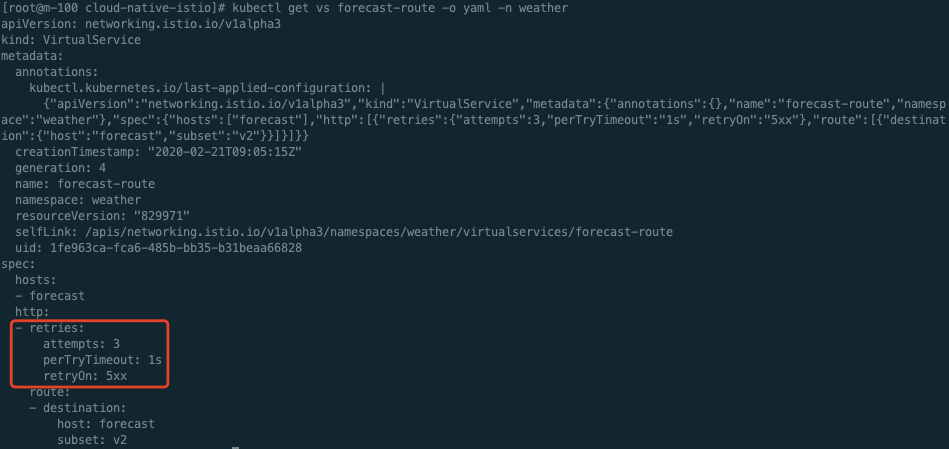 [root@m-100 cloud-native-istio]# kubectl get vs forecast-route -o yaml -n weather
apiVersion: networking.istio.io/v1alpha3
kind: VirtualService
metadata:
  annotations:
    kubectl.kubernetes.io/last-applied-configuration: |
      {"apiVersion":"networking.istio.io/v1alpha3","kind":"VirtualService","metadata":{"annotations":{},"name":"forecast-route","namesp
ace":"weather"},"spec":{"hosts":["forecast"],"http":[{"retries":{"attempts":3,"perTryTimeout":"1s","retryOn":"5xx"},"route":[{"destinat
ion":{"host":"forecast","subset":"v2"}}]}]}}
  creationTimestamp: "2020-02-21T09:05:15Z"
  generation: 4
  name: forecast-route
  namespace: weather
  resourceVersion: "829971"
  selfLink: /apis/networking.istio.io/v1alpha3/namespaces/weather/virtualservices/forecast-route
  uid: 1fe963ca-fca6-485b-bb35-b31beaa66828
spec:
  hosts:
  - forecast
  http:
  - retries:
      attempts: 3
      perTryTimeout: 1s
      retryOn: 5xx
    route:
    - destination:
        host: forecast
        subset: v2